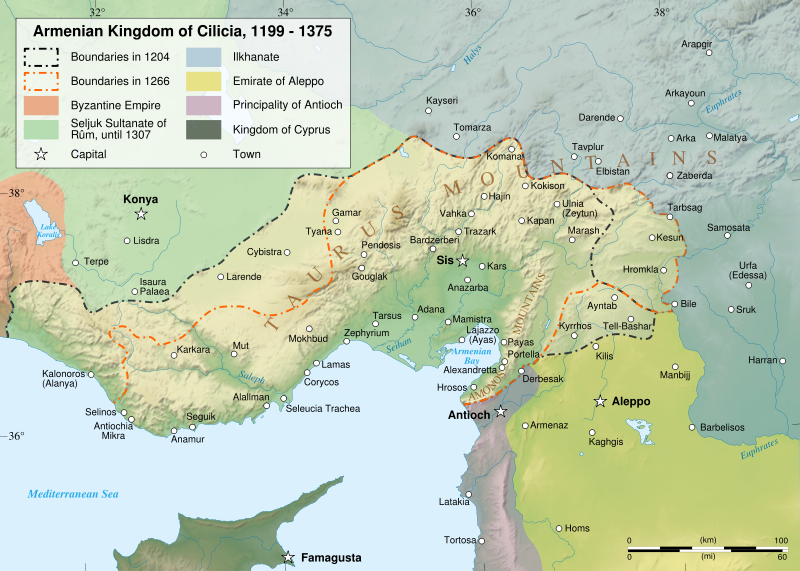 32°
34°
36°
38°
Armenian Kingdom of Cilicia, 1199 - 1375
Boundaries in 1204
Boundaries in 1266
Byzantine Empire
Seljuk Sultanate of
Rûm, until 1307
Capital
Ilkhanate
Emirate of Aleppo
Principality of Antioch
Kingdom of Cyprus
Town
Halys
Arapgir
Kayseri
Arkayoun
Euphrates
Tomarza
Darende
Arka
Malatya
Komana
Tavplur
Elbistan
Zaberda
TAURUS MOUNTAINS
38°
38°
Konya
Hajin
Kokison
Ulnia
(Zeytun)
Tarbsag
Gamar
Vahka
Kapan
Lake
Koralis
Tyana
Trazark
Marash
Kesun
Samosata
Lisdra
Bardzerberi
Pendosis
Cybistra
Terpe
Sis
Kars
Hromkla
Urfa
(Edessa)
Gouglak
Larende
Isaura
Palaea
Anazarba
Ayntab
Bile
Sruk
Adana
Tarsus
Mamistra
AMONOS MOUNTAINS
Kyrrhos
Tell-Bashar
Mokhbud
Zephyrium
Lajazzo
(Ayas)
Payas
Seihan
Armenian
Bay
Portella
Karkara
Mut
Kilis
Harran
Lamas
Alexandretta
Kalonoros
(Alanya)
Saleph
Corycos
Hrosos
Derbesak
Manbijj
Alallman
Seleucia Trachea
Selinos
Antioch
Aleppo
Seguik
Antiochia
Mikra
Armenaz
Barbelisos
36°
36°
Anamur
Kaghgis
Euphrates
Mediterranean Sea
Latakia
Homs
Tortosa
Famagusta
0
(km)
100
0
(mi)
60